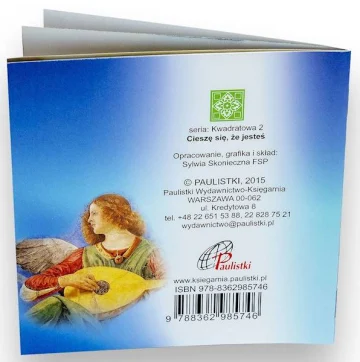 seria: Kwadratowa 2
Cieszę się, że jesteś
Opracowanie, grafika i skład:
Sylwia Skonieczna FSP
© PAULISTKI, 2015
Paulistki Wydawnictwo-Księgarnia
WARSZAWA 00-062
ul. Kredytowa 8
tel. +48 22 651 53 88, 22 828 75 21
wydawnictwo@paulistki.pl
Paulistki
www.ksiegarnia.paulistki.pl
ISBN 978-8362985746
9 788362 985746